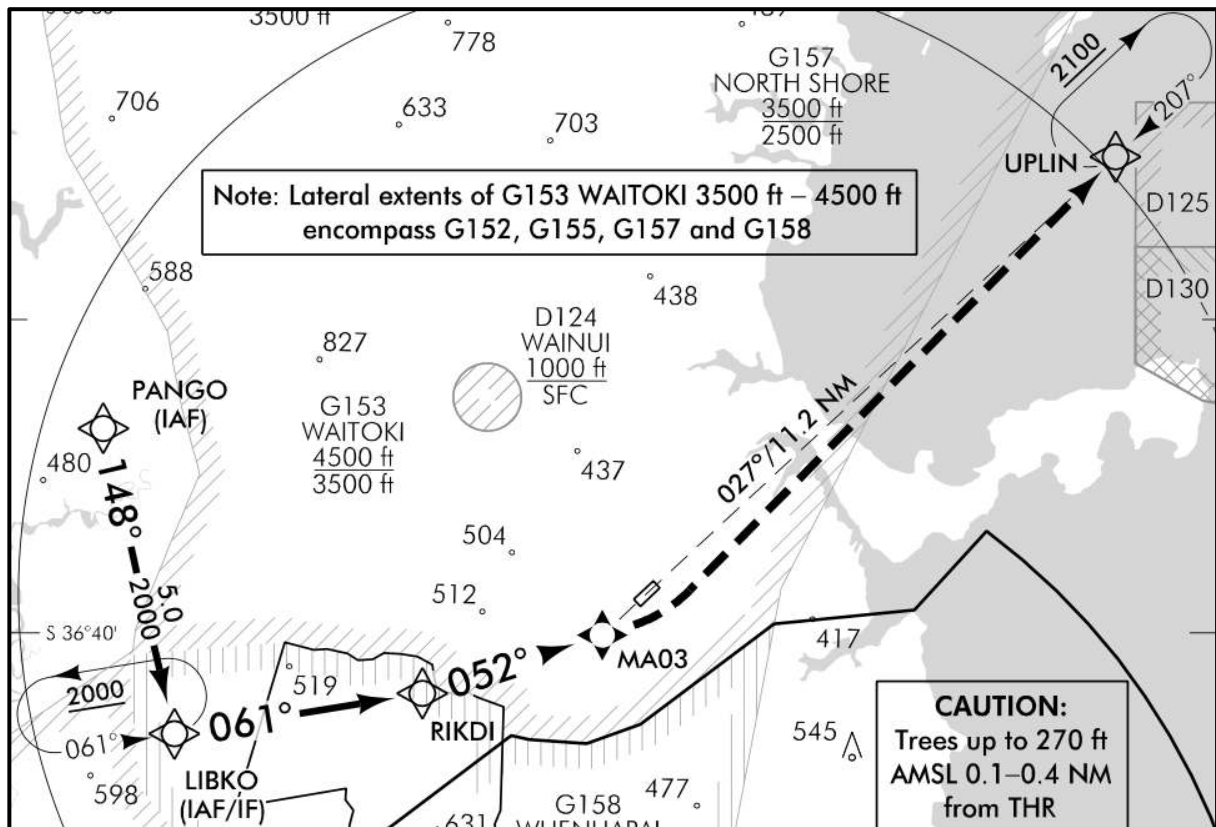 3500 ft
778
G157
NORTH SHORE
3500 ft
2500 ft
2100
207°
706
633
703
UPLIN
Note: Lateral extents of G153 WAITOKI 3500 ft – 4500 ft
encompass G152, G155, G157 and G158
D125
588
438
D130
D124
WAINUI
1000 ft
SFC
827
PANGO
(IAF)
G153
WAITOKI
4500 ft
3500 ft
027°/11.2 NM
480
437
148°
5.0
2000
504
512
S 36°40'
417
MA03
052°
519
2000
061°
061°
RIKDI
CAUTION:
Trees up to 270 ft
AMSL 0.1–0.4 NM
from THR
545
LIBKO
(IAF/IF)
598
G158
477
631